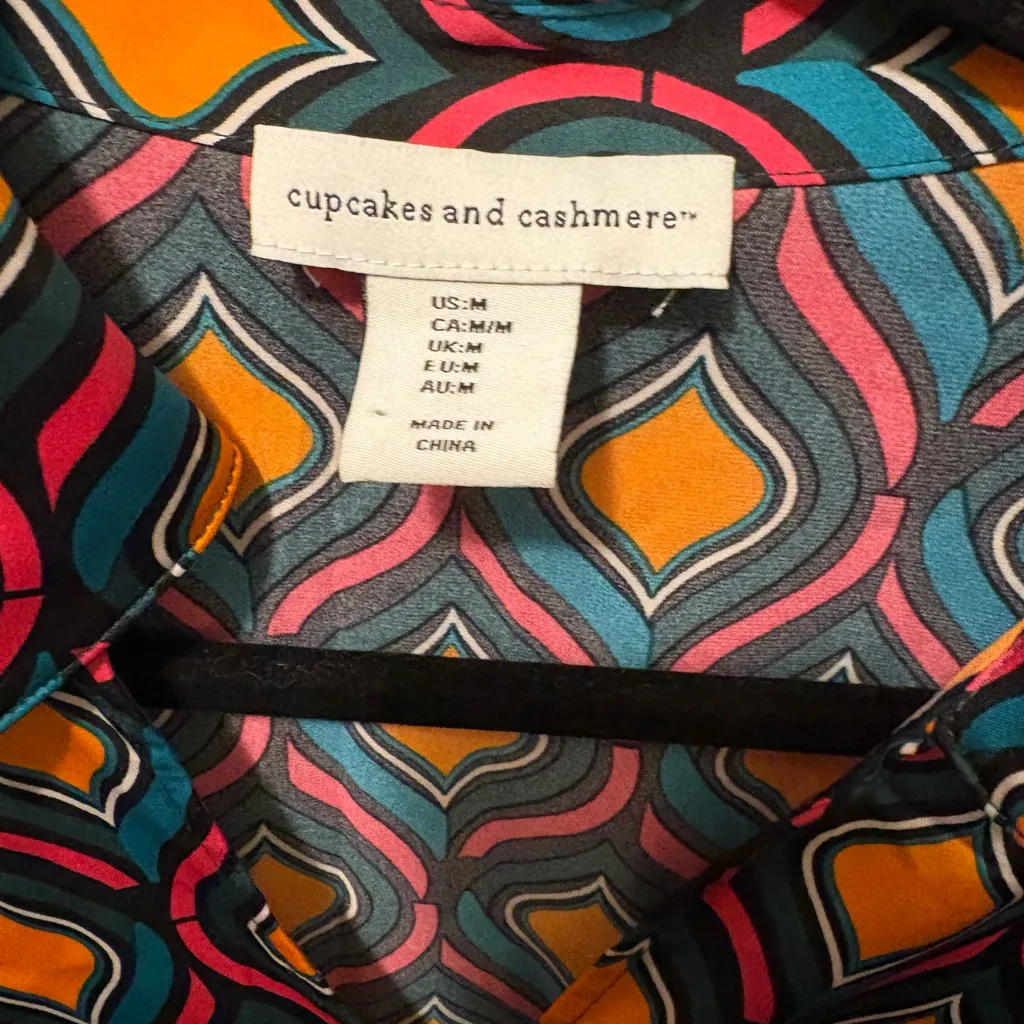 cupcakes and cashmere™
US:M
CA:M/M
UK:M
EU:M
AU:M
MADE IN
CHINA